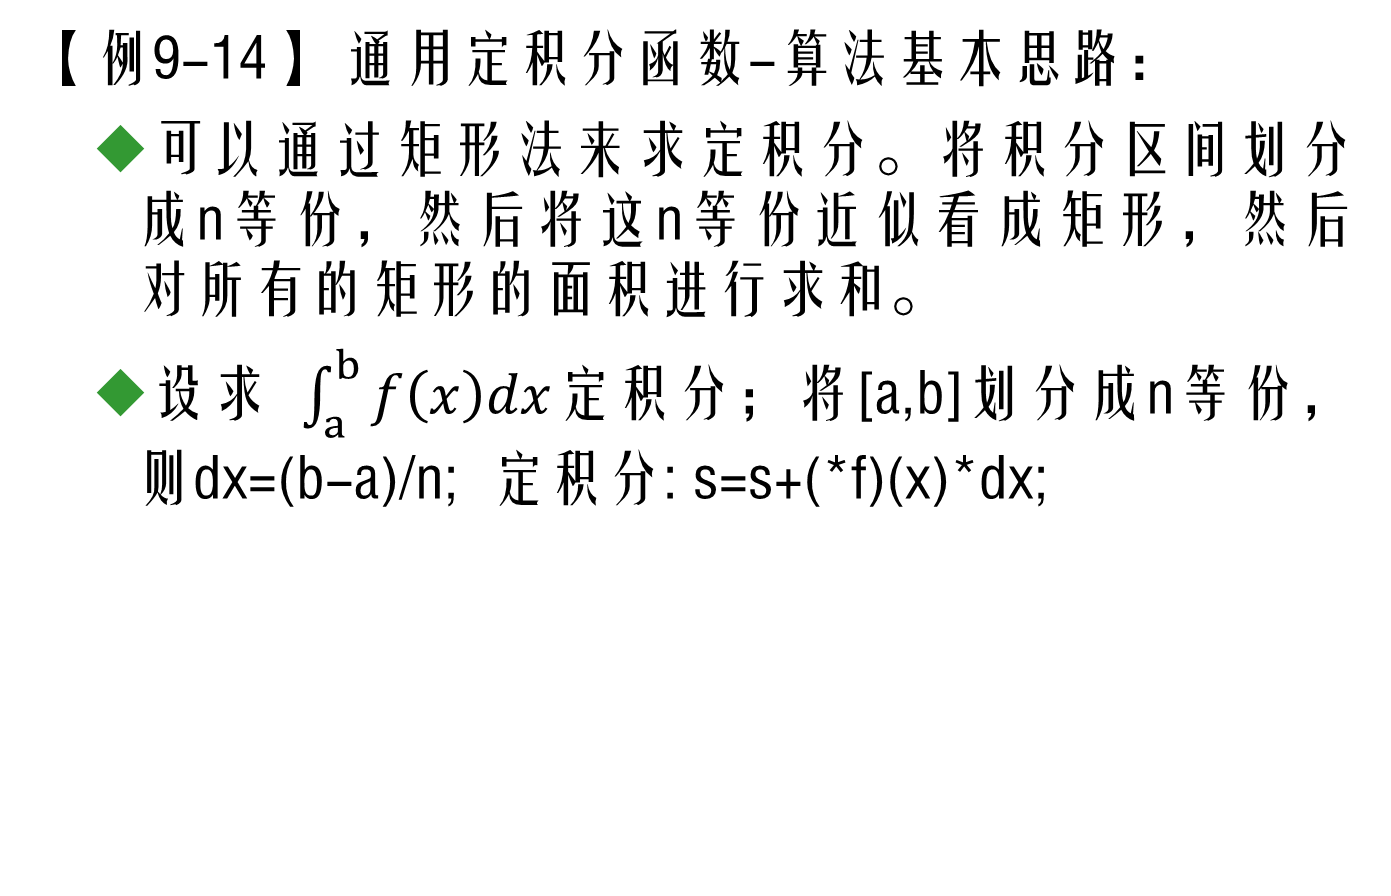 【例9-14】通用定积分函数-算法基本思路：
◆可以通过矩形法来求定积分。将积分区间划分
成n等份，然后将这n等份近似看成矩形，然后
对所有的矩形的面积进行求和。
◆设求 ∫_a^b f(x)dx定积分；将[a,b]划分成n等份，
则dx=(b-a)/n; 定积分: s=s+(*f)(x)*dx;